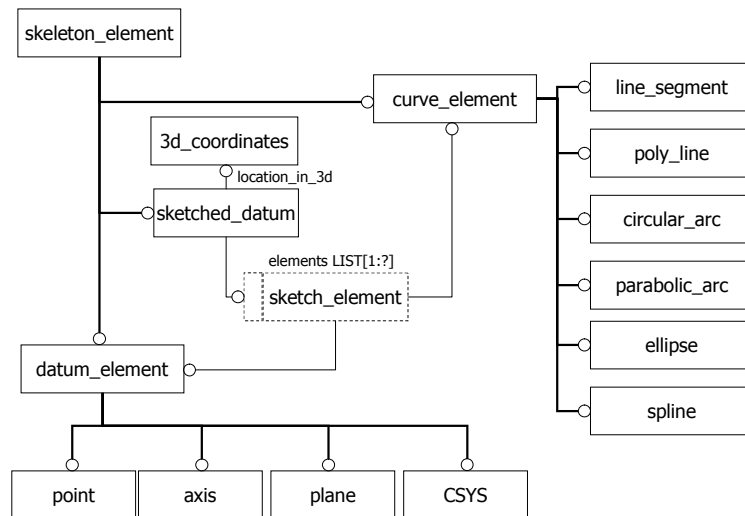 skeleton_element
curve_element
line_segment
poly_line
circular_arc
parabolic_arc
ellipse
spline
3d_coordinates
location_in_3d
sketched_datum
elements LIST[1:?]
sketch_element
datum_element
point
axis
plane
CSYS